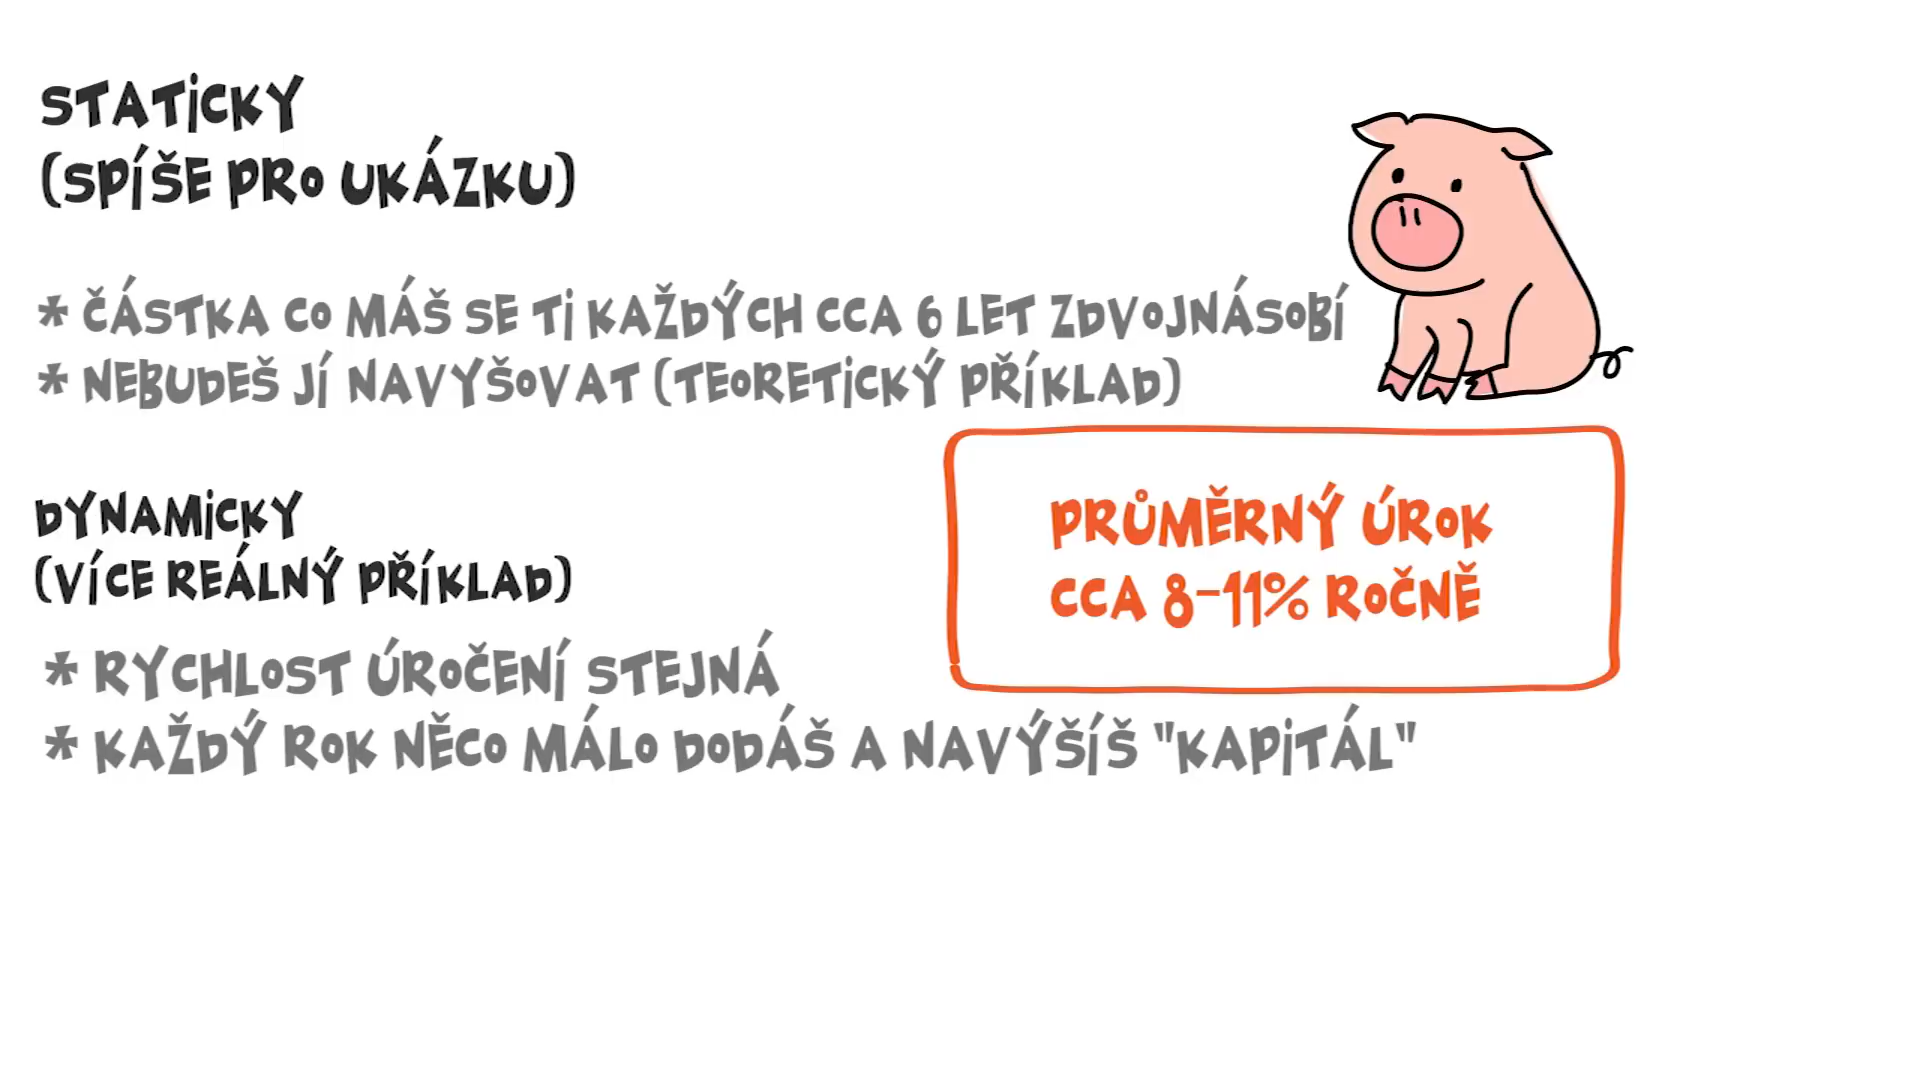 STATICKY
(SPÍŠE PRO UKÁZKU)
* ČÁSTKA CO MÁŠ SE TI KAŽDÝCH CCA 6 LET ZDVOJNÁSOBÍ
* NEBUDEŠ JÍ NAVYŠOVAT (TEORETICKÝ PŘÍKLAD)
DYNAMICKY
(VÍCE REÁLNÝ PŘÍKLAD)
PRŮMĚRNÝ ÚROK
CCA 8-11% ROČNĚ
* RYCHLOST ÚROČENÍ STEJNÁ
* KAŽDÝ ROK NĚCO MÁLO DODÁŠ A NAVÝŠÍŠ "KAPITÁL"